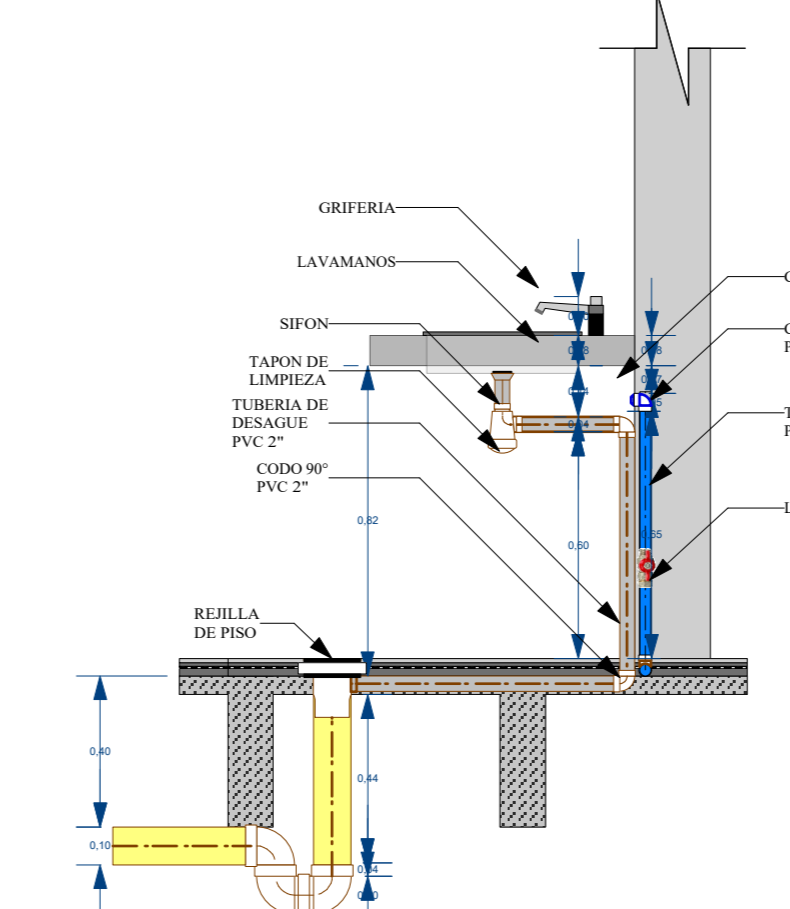 GRIFERIA
LAVAMANOS
SIFON
TAPON DE
LIMPIEZA
TUBERIA DE
DESAGUE
PVC 2"
CODO 90°
PVC 2"
REJILLA
DE PISO
0,82
0,60
0,65
0,40
0,44
0,10